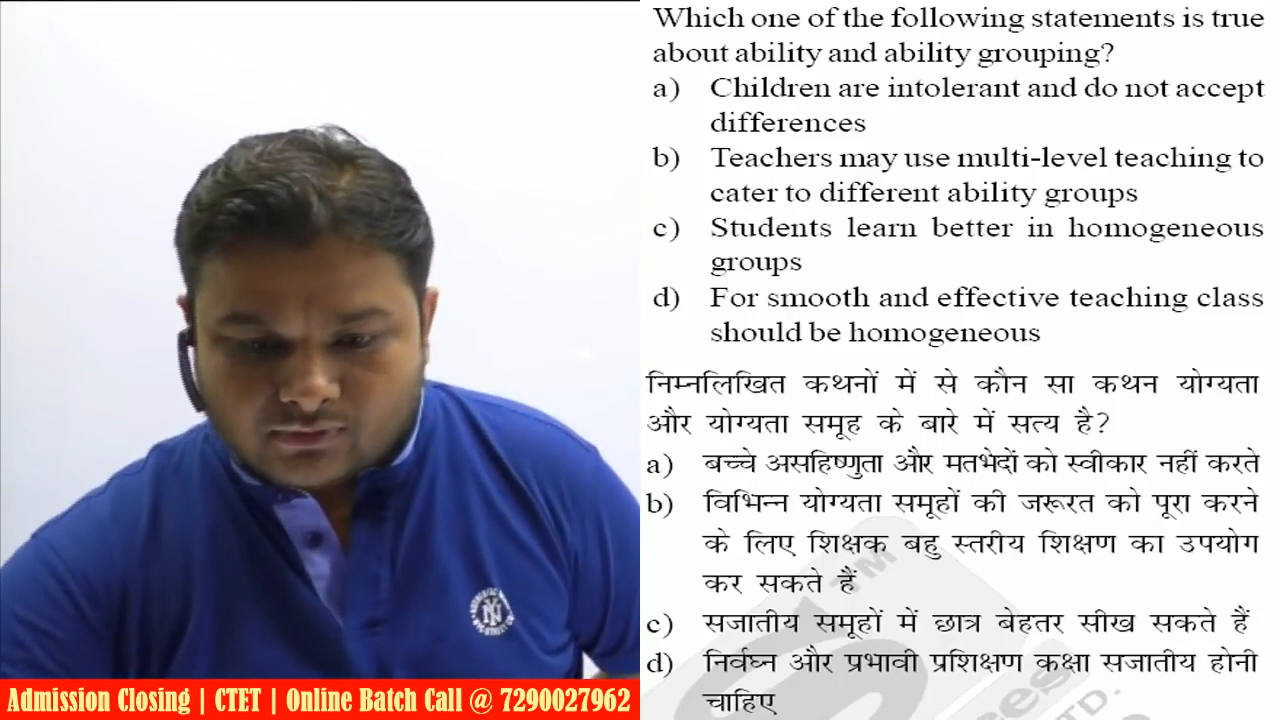 Which one of the following statements is true
about ability and ability grouping?
a) Children are intolerant and do not accept
differences
b) Teachers may use multi-level teaching to
cater to different ability groups
c) Students learn better in homogeneous
groups
d) For smooth and effective teaching class
should be homogeneous
निम्नलिखित कथनों में से कौन सा कथन योग्यता
और योग्यता समूह के बारे में सत्य है?
a) बच्चे असहिष्णुता और मतभेदों को स्वीकार नहीं करते
b) विभिन्न योग्यता समूहों की जरूरत को पूरा करने
के लिए शिक्षक बहु स्तरीय शिक्षण का उपयोग
कर सकते हैं
c) सजातीय समूहों में छात्र बेहतर सीख सकते हैं
d) निर्वघ्न और प्रभावी प्रशिक्षण कक्षा सजातीय होनी
चाहिए
Admission Closing | CTET | Online Batch Call @ 7290027962